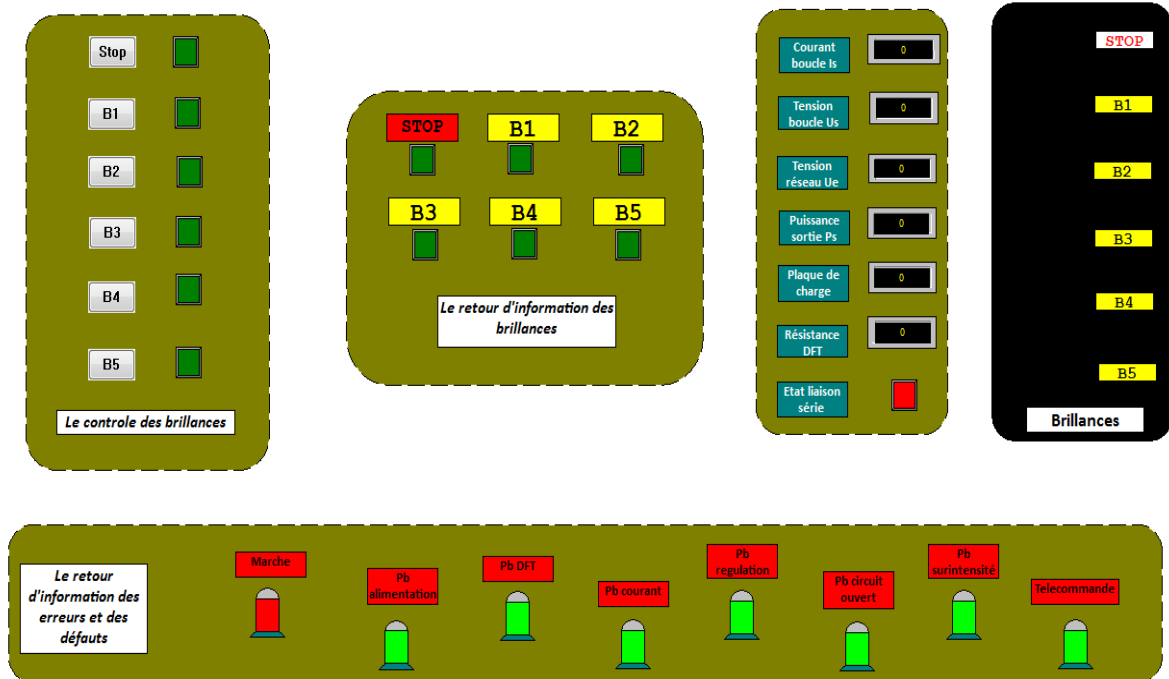 Stop
B1
B2
B3
B4
B5
Le controle des brillances
STOP
B1
B2
B3
B4
B5
Le retour d'information des
brillances
Courant
boucle Is
0
Tension
boucle Us
0
Tension
réseau Ue
0
Puissance
sortie Ps
0
Plaque de
charge
0
Résistance
DFT
0
Etat liaison
série
STOP
B1
B2
B3
B4
B5
Brillances
Le retour
d'information des
erreurs et des
défauts
Marche
Pb
alimentation
Pb DFT
Pb courant
Pb
regulation
Pb circuit
ouvert
Pb
surintensité
Telecommande